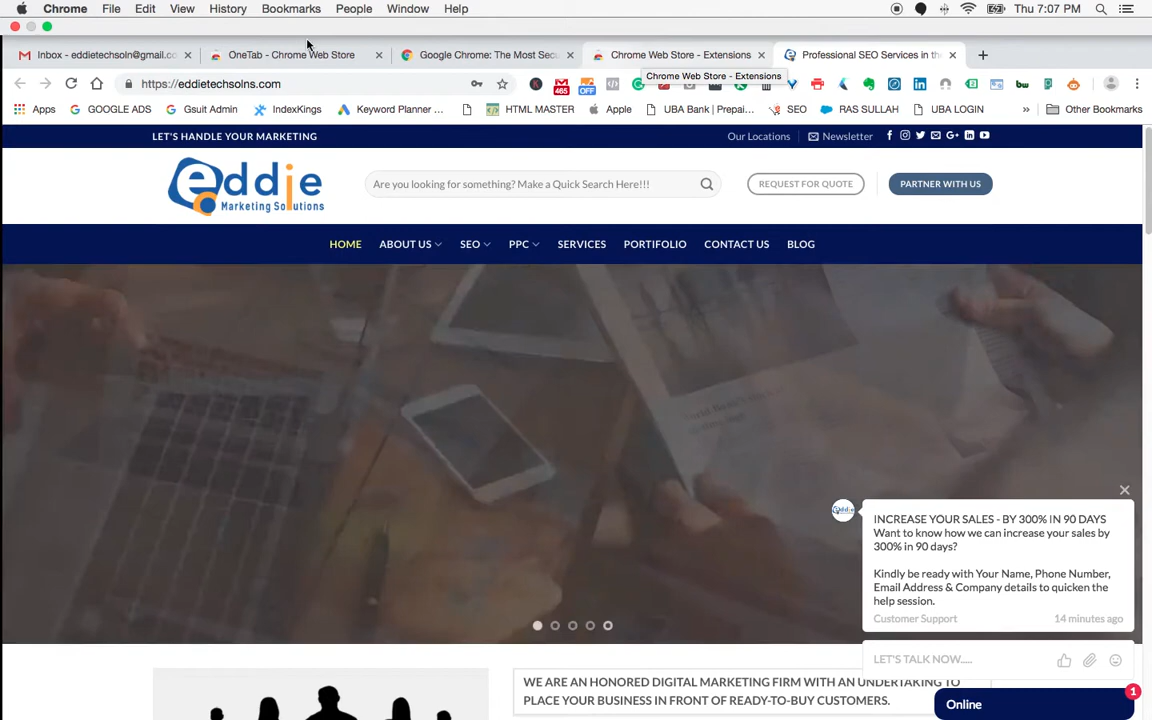 Chrome File Edit View History Bookmarks People Window Help Thu 7:07 PM
Inbox - eddietechsoln@gmail.co OneTab - Chrome Web Store Google Chrome: The Most Secu Chrome Web Store - Extensions Professional SEO Services in th
Chrome Web Store - Extensions
https://eddietechsolns.com 465 OFF
Apps GOOGLE ADS Gsuit Admin IndexKings Keyword Planner ... HTML MASTER Apple UBA Bank | Prepai... SEO RAS SULLAH UBA LOGIN » Other Bookmarks
LET'S HANDLE YOUR MARKETING Our Locations Newsletter
eddie
Marketing Solutions
Are you looking for something? Make a Quick Search Here!!! REQUEST FOR QUOTE PARTNER WITH US
HOME ABOUT US SEO PPC SERVICES PORTIFOLIO CONTACT US BLOG
INCREASE YOUR SALES - BY 300% IN 90 DAYS
Want to know how we can increase your sales by
300% in 90 days?
Kindly be ready with Your Name, Phone Number,
Email Address & Company details to quicken the
help session.
Customer Support 14 minutes ago
LET'S TALK NOW.....
WE ARE AN HONORED DIGITAL MARKETING FIRM WITH AN UNDERTAKING TO
PLACE YOUR BUSINESS IN FRONT OF READY-TO-BUY CUSTOMERS.
Online 1